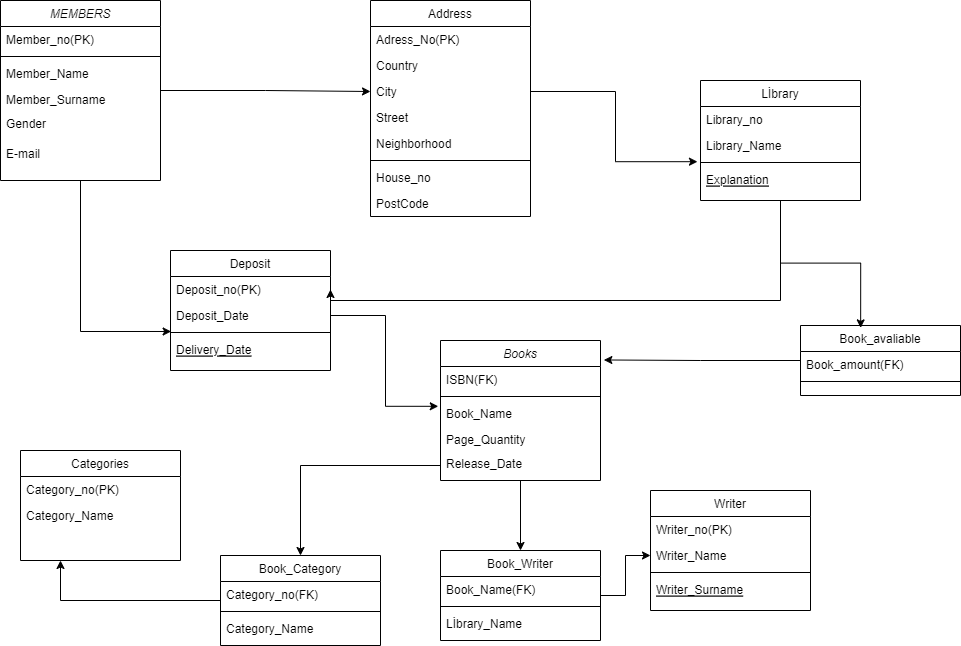 MEMBERS
Member_no(PK)
Member_Name
Member_Surname
Gender
E-mail
Address
Adress_No(PK)
Country
City
Street
Neighborhood
House_no
PostCode
Lİbrary
Library_no
Library_Name
Explanation
Deposit
Deposit_no(PK)
Deposit_Date
Delivery_Date
Books
ISBN(FK)
Book_Name
Page_Quantity
Release_Date
Book_avaliable
Book_amount(FK)
Categories
Category_no(PK)
Category_Name
Book_Category
Category_no(FK)
Category_Name
Book_Writer
Book_Name(FK)
Lİbrary_Name
Writer
Writer_no(PK)
Writer_Name
Writer_Surname